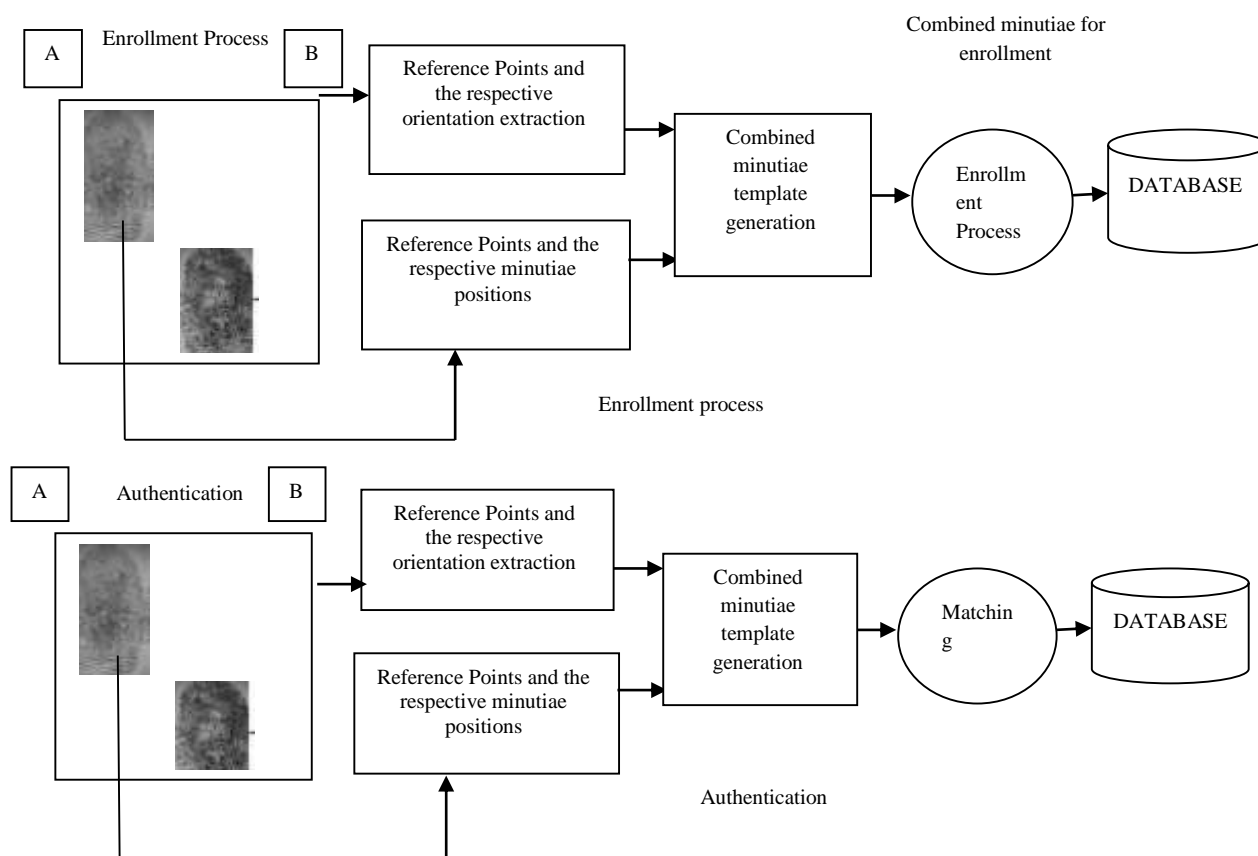 A
Enrollment Process
B
Combined minutiae for
enrollment
Reference Points and
the respective
orientation extraction
Combined
minutiae
template
generation
Enrollm
ent
Process
DATABASE
Reference Points and the
respective minutiae
positions
Enrollment process
A
Authentication
B
Reference Points and
the respective
orientation extraction
Combined
minutiae
template
generation
Matchin
g
DATABASE
Reference Points and the
respective minutiae
positions
Authentication